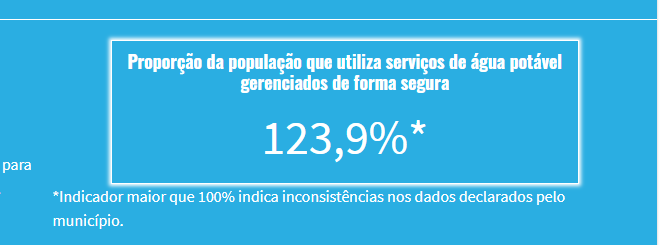 Proporção da população que utiliza serviços de água potável
gerenciados de forma segura
123,9%*
para
*Indicador maior que 100% indica inconsistências nos dados declarados pelo
município.